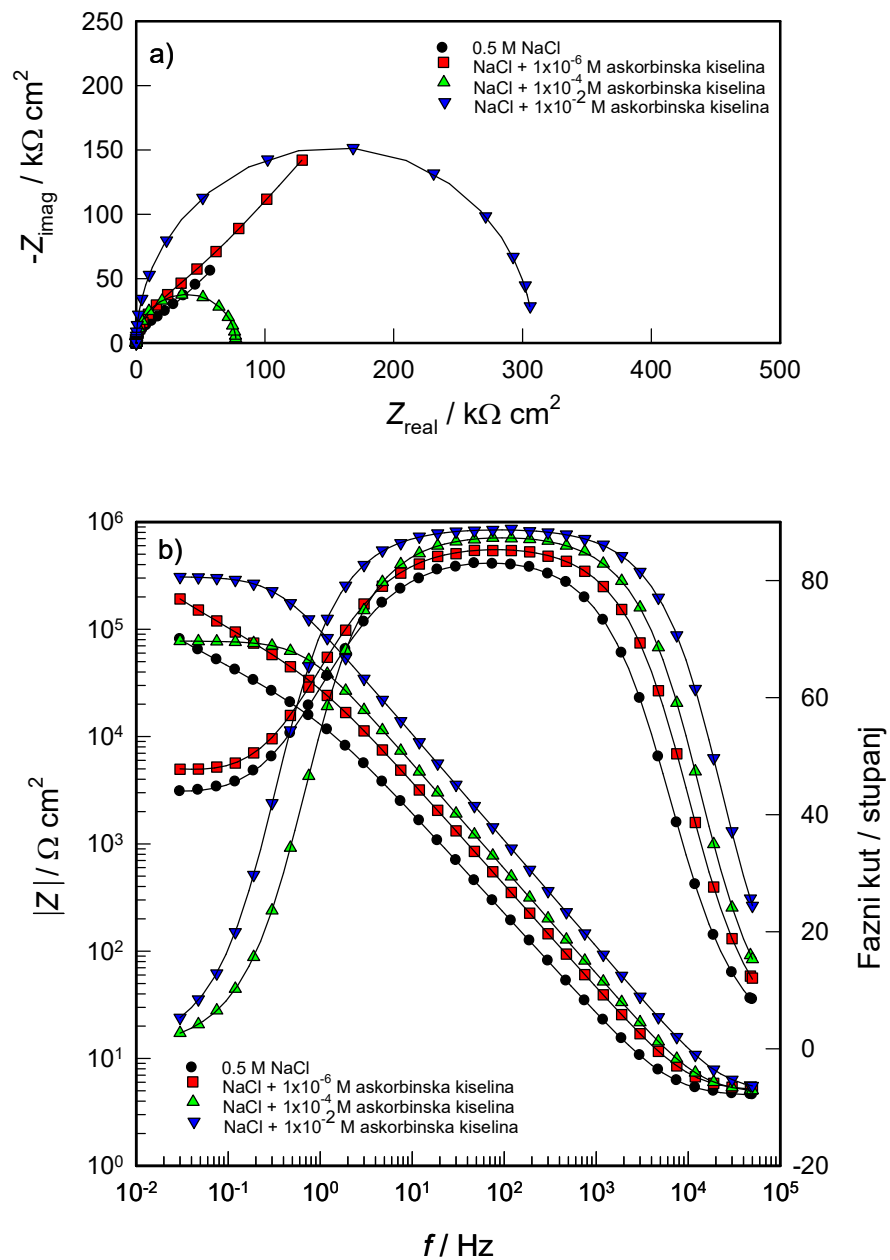 a)
250
200
150
100
50
0
-Z_imag / kΩ cm²
0.5 M NaCl
NaCl + 1x10⁻⁶ M askorbinska kiselina
NaCl + 1x10⁻⁴ M askorbinska kiselina
NaCl + 1x10⁻² M askorbinska kiselina
0 100 200 300 400 500
Z_real / kΩ cm²
b)
10⁶
10⁵
10⁴
10³
10²
10¹
10⁰
|Z| / Ω cm²
80
60
40
20
0
-20
Fazni kut / stupanj
0.5 M NaCl
NaCl + 1x10⁻⁶ M askorbinska kiselina
NaCl + 1x10⁻⁴ M askorbinska kiselina
NaCl + 1x10⁻² M askorbinska kiselina
10⁻² 10⁻¹ 10⁰ 10¹ 10² 10³ 10⁴ 10⁵
f / Hz